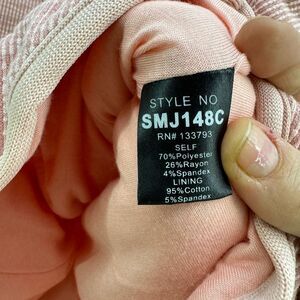 STYLE NO
SMJ148C
RN# 133793
SELF
70%Polyester
26%Rayon
4%Spandex
LINING
95%Cotton
5%Spandex